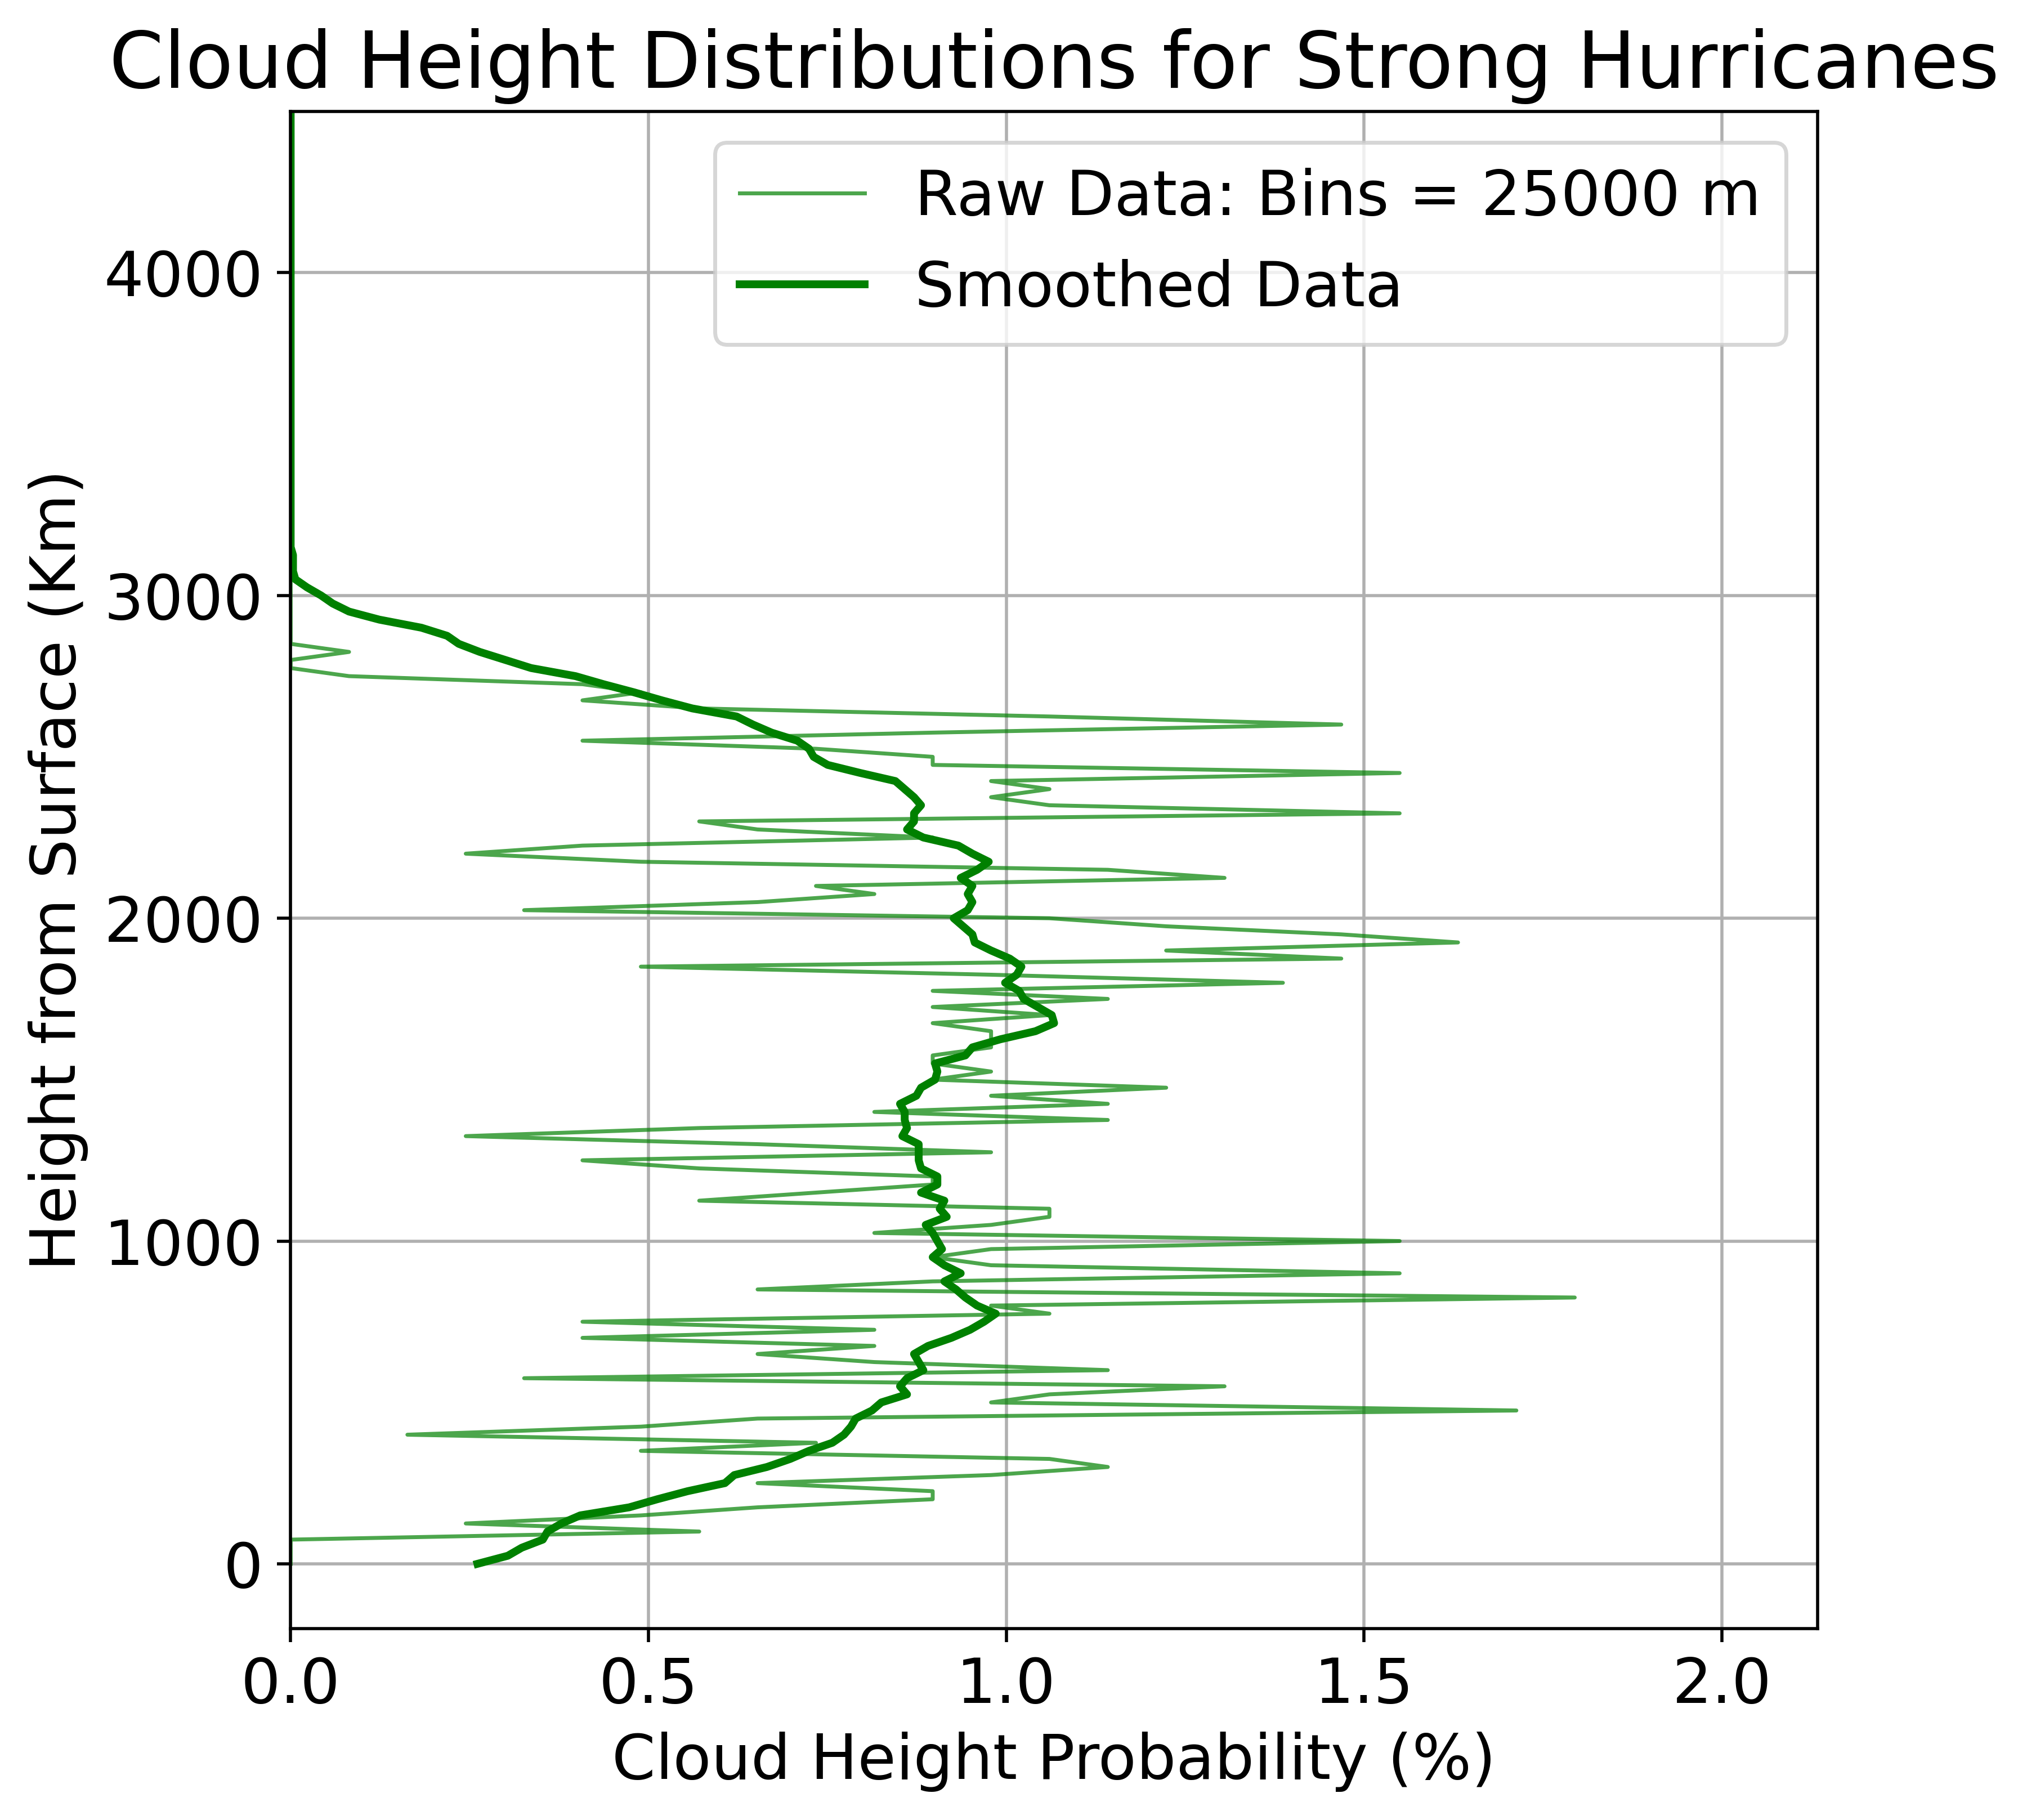 Cloud Height Distributions for Strong Hurricanes
Raw Data: Bins = 25000 m
Smoothed Data
Height from Surface (Km)
4000
3000
2000
1000
0
0.0 0.5 1.0 1.5 2.0
Cloud Height Probability (%)